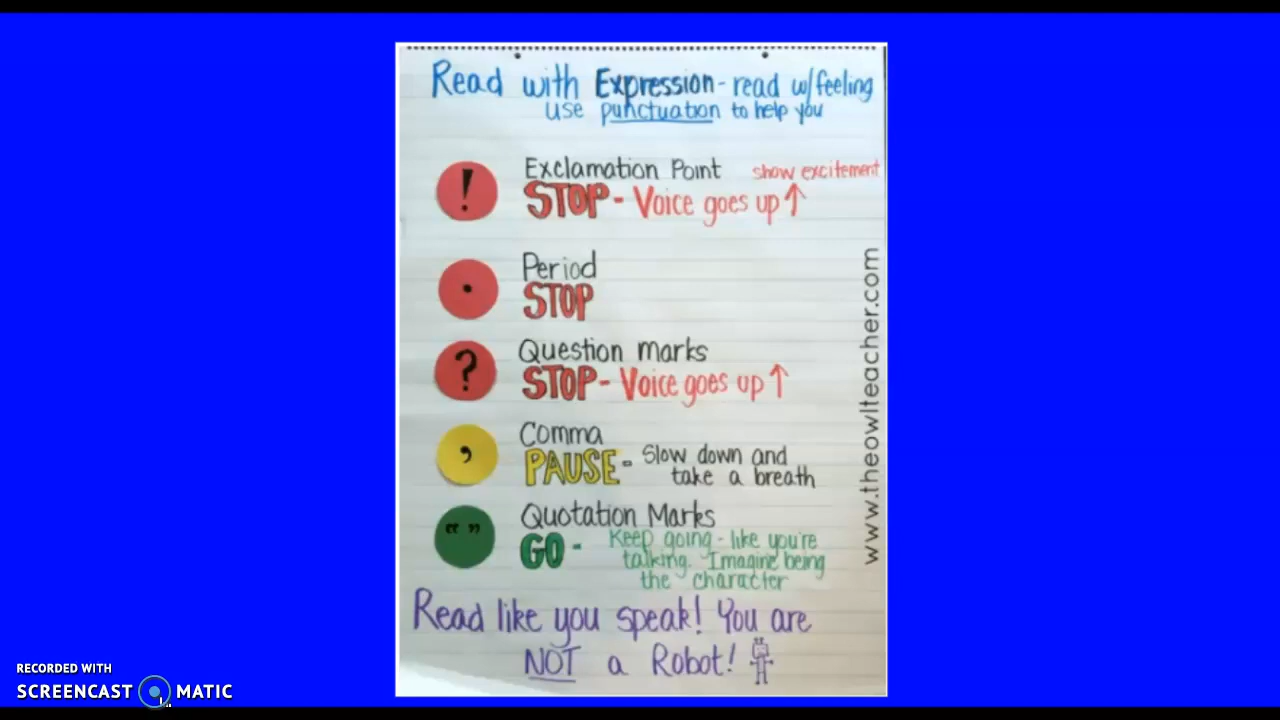 Read with Expression - read w/feeling
use punctuation to help you
!
Exclamation Point show excitement
STOP - Voice goes up ↑
.
Period
STOP
?
Question marks
STOP - Voice goes up ↑
,
Comma
PAUSE - Slow down and
take a breath
“ ”
Quotation Marks
GO - Keep going - like you're
talking. Imagine being
the character
Read like you speak! You are
NOT a Robot!
www.theowlteacher.com
RECORDED WITH
SCREENCAST MATIC